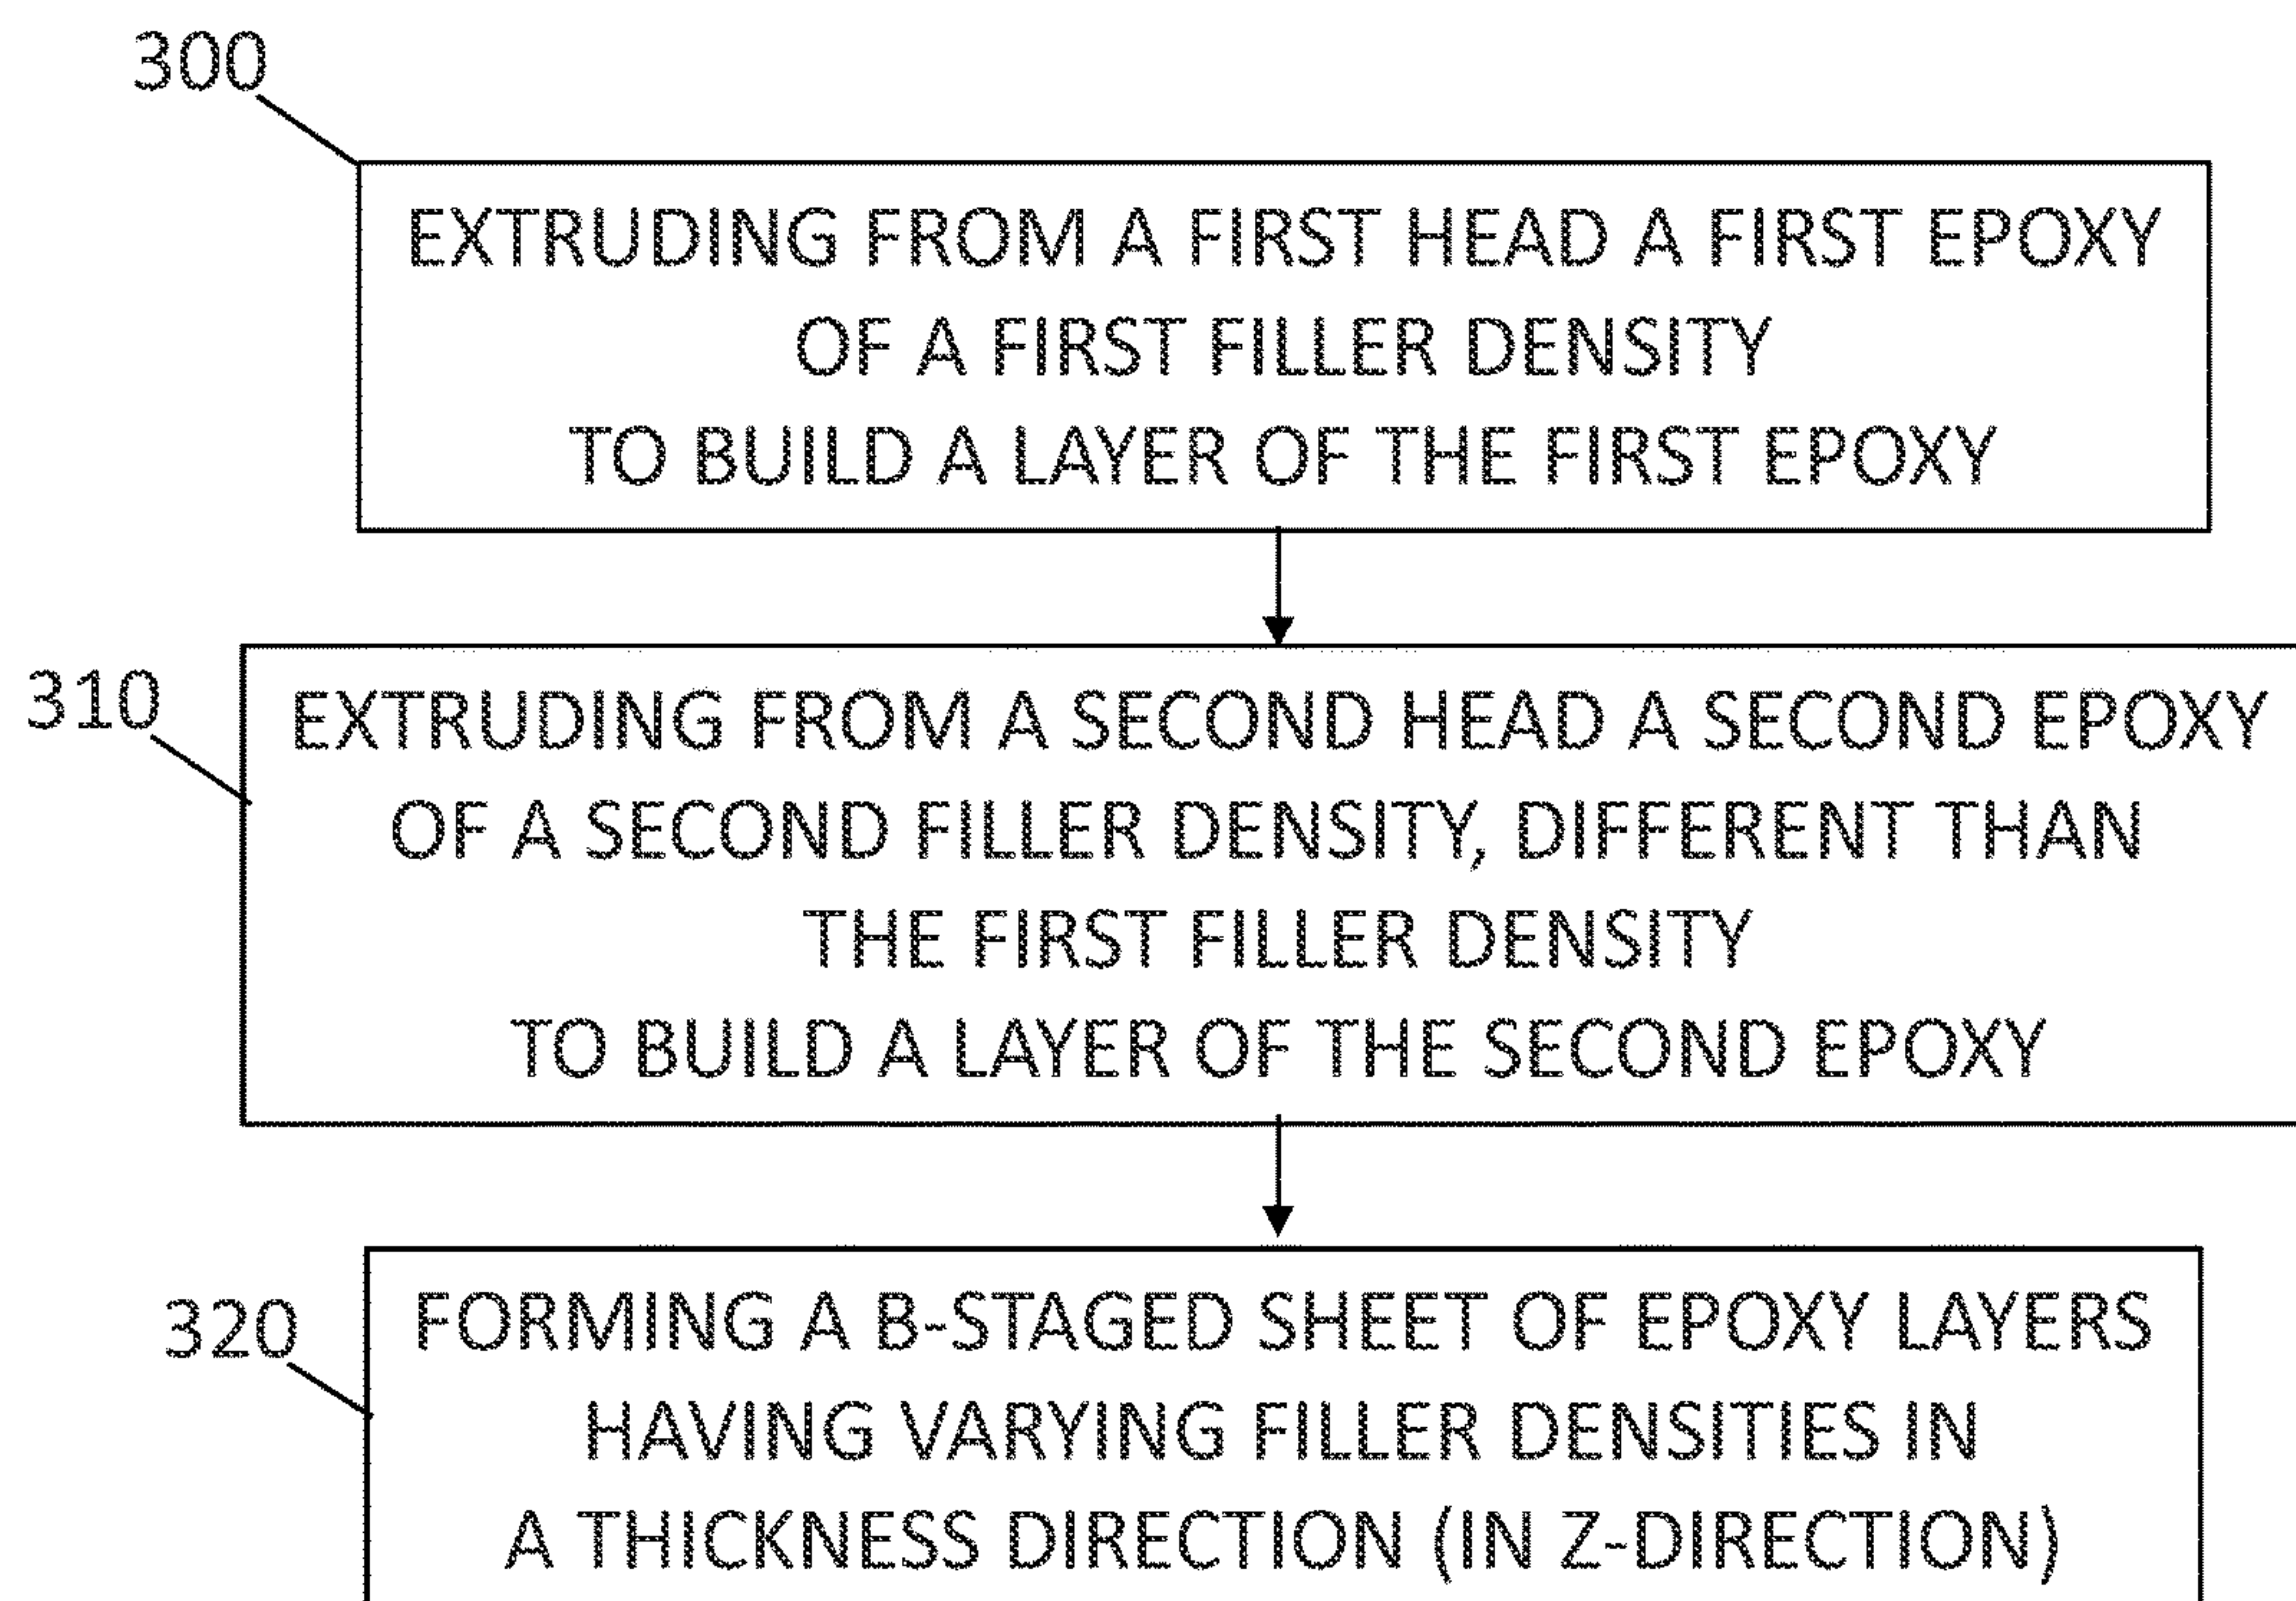 300
EXTRUDING FROM A FIRST HEAD A FIRST EPOXY
OF A FIRST FILLER DENSITY
TO BUILD A LAYER OF THE FIRST EPOXY
310
EXTRUDING FROM A SECOND HEAD A SECOND EPOXY
OF A SECOND FILLER DENSITY, DIFFERENT THAN
THE FIRST FILLER DENSITY
TO BUILD A LAYER OF THE SECOND EPOXY
320
FORMING A B-STAGED SHEET OF EPOXY LAYERS
HAVING VARYING FILLER DENSITIES IN
A THICKNESS DIRECTION (IN Z-DIRECTION)